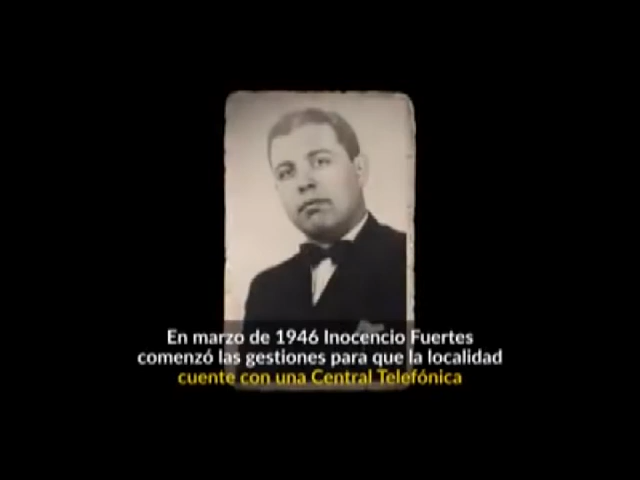 En marzo de 1946 Inocencio Fuertes
comenzó las gestiones para que la localidad
cuente con una Central Telefónica